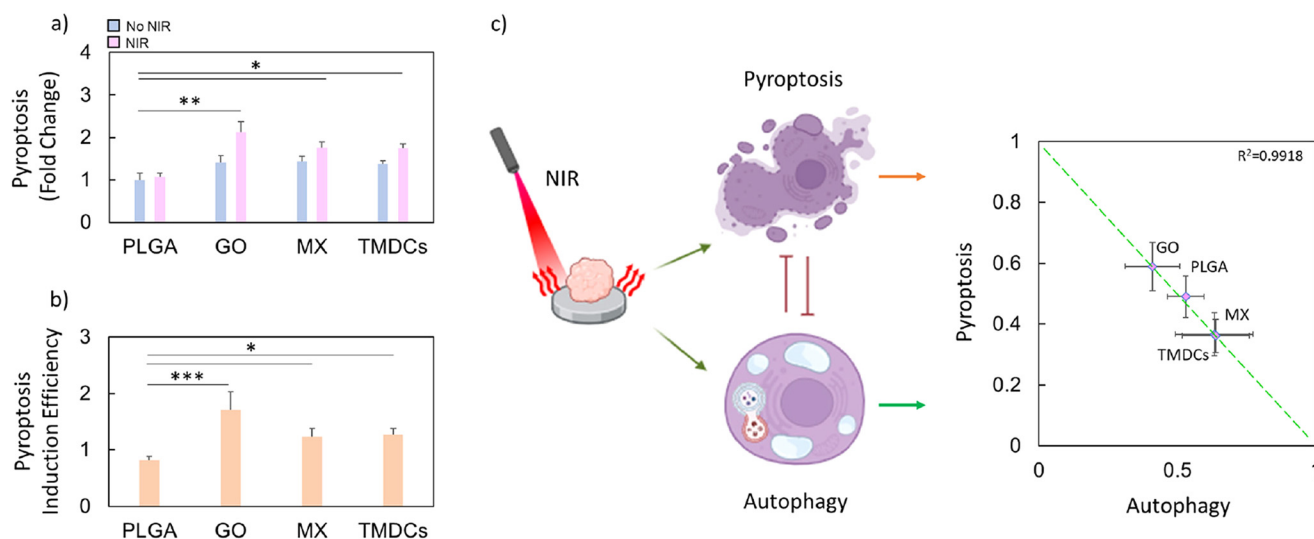 a)
No NIR
NIR
4
3
2
1
0
Pyroptosis
(Fold Change)
*
**
PLGA GO MX TMDCs
b)
3
2
1
0
Pyroptosis
Induction Efficiency
*
***
PLGA GO MX TMDCs
c)
NIR
Pyroptosis
Autophagy
1
0.8
0.6
0.4
0.2
0
Pyroptosis
R²=0.9918
GO
PLGA
MX
TMDCs
0 0.5 1
Autophagy